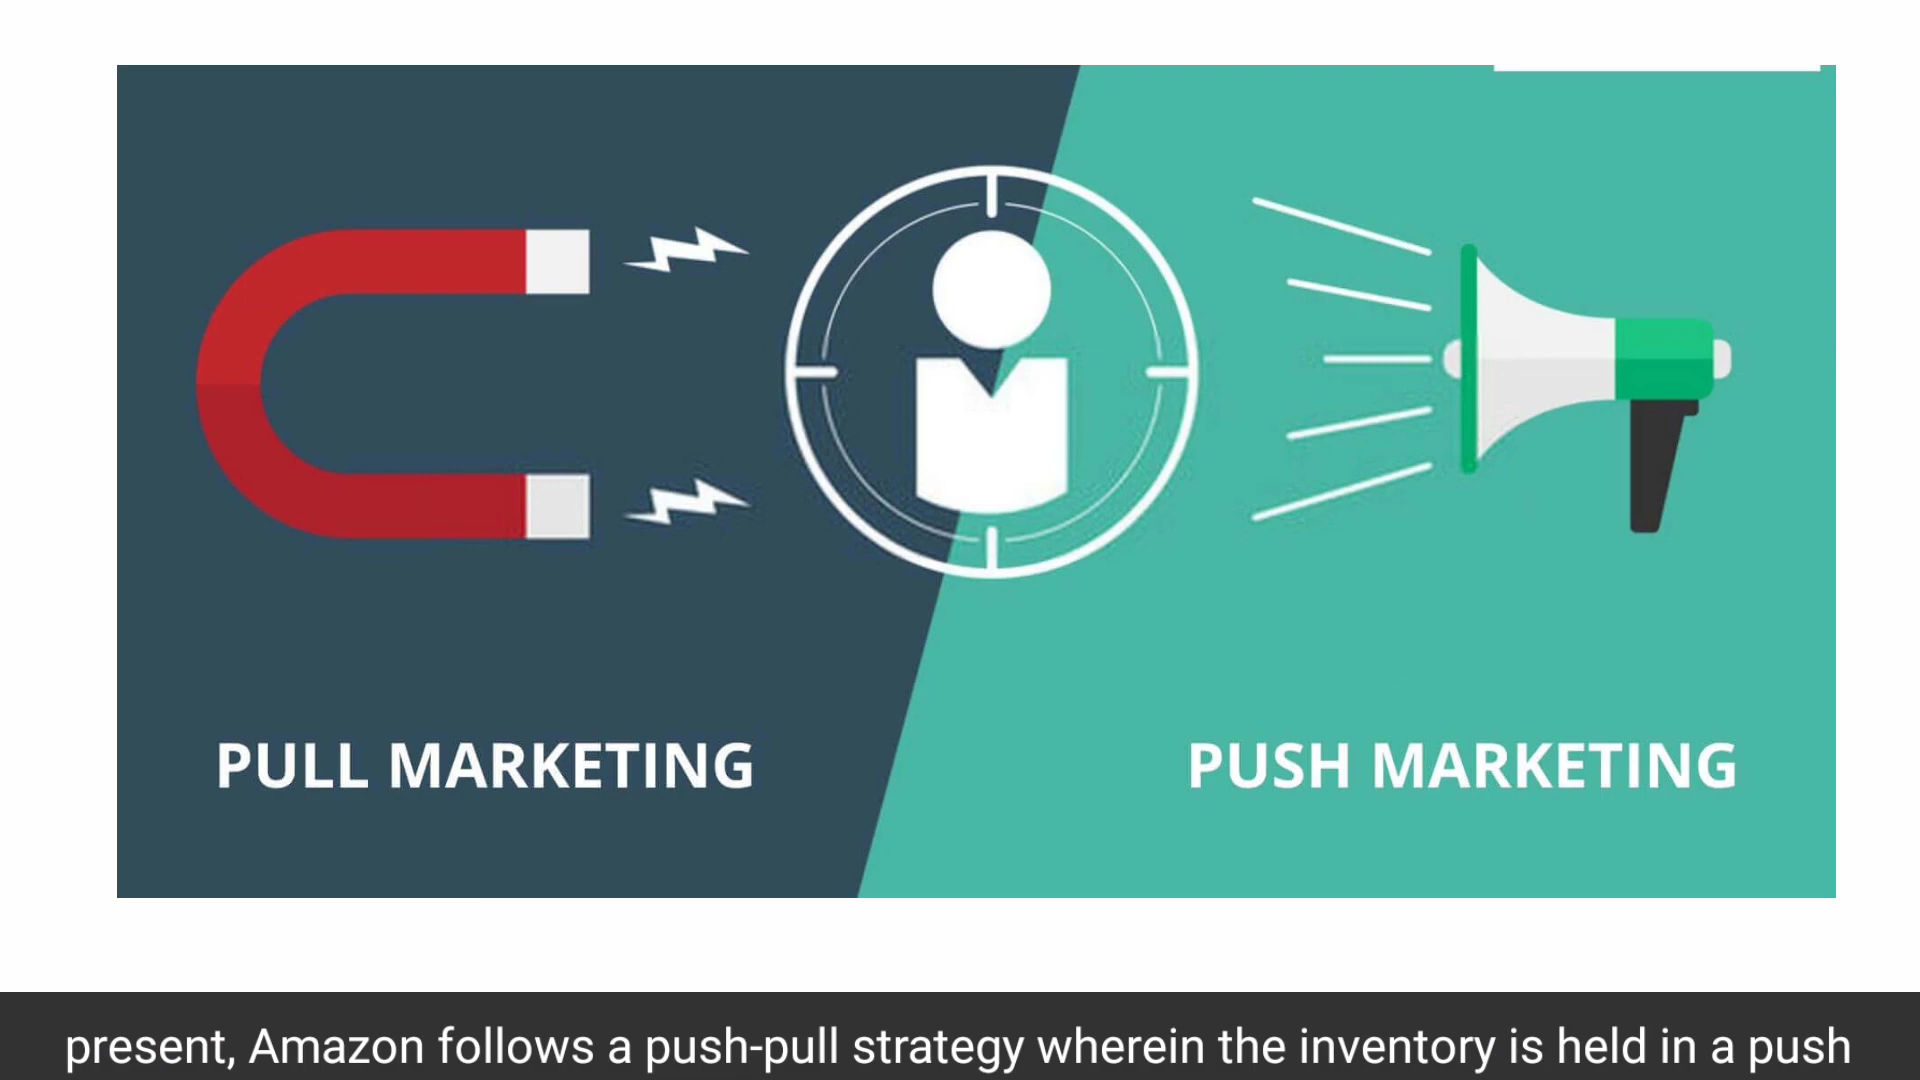 PULL MARKETING
PUSH MARKETING
present, Amazon follows a push-pull strategy wherein the inventory is held in a push